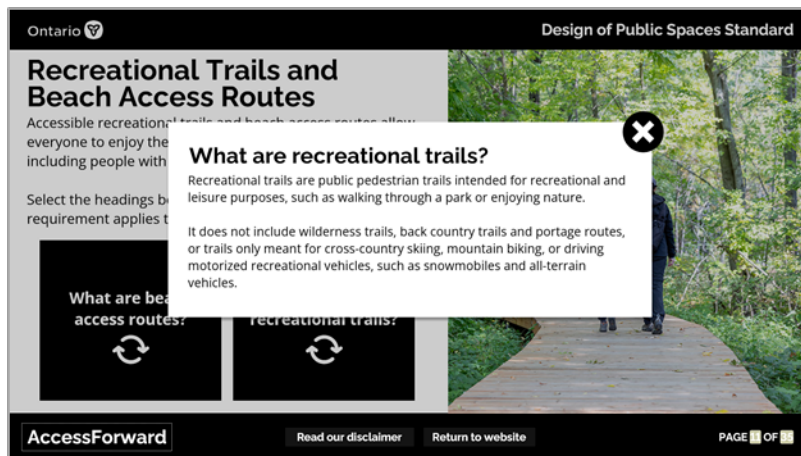 Ontario
Design of Public Spaces Standard
Recreational Trails and
Beach Access Routes
Accessible recreational trails and beach access routes allow
everyone to enjoy the
including people with
Select the headings
requirement applies
What are recreational trails?
Recreational trails are public pedestrian trails intended for recreational and
leisure purposes, such as walking through a park or enjoying nature.
It does not include wilderness trails, back country trails and portage routes,
or trails only meant for cross-country skiing, mountain biking, or driving
motorized recreational vehicles, such as snowmobiles and all-terrain
vehicles.
What are
access routes?
recreational trails?
AccessForward
Read our disclaimer
Return to website
PAGE 11 OF 35